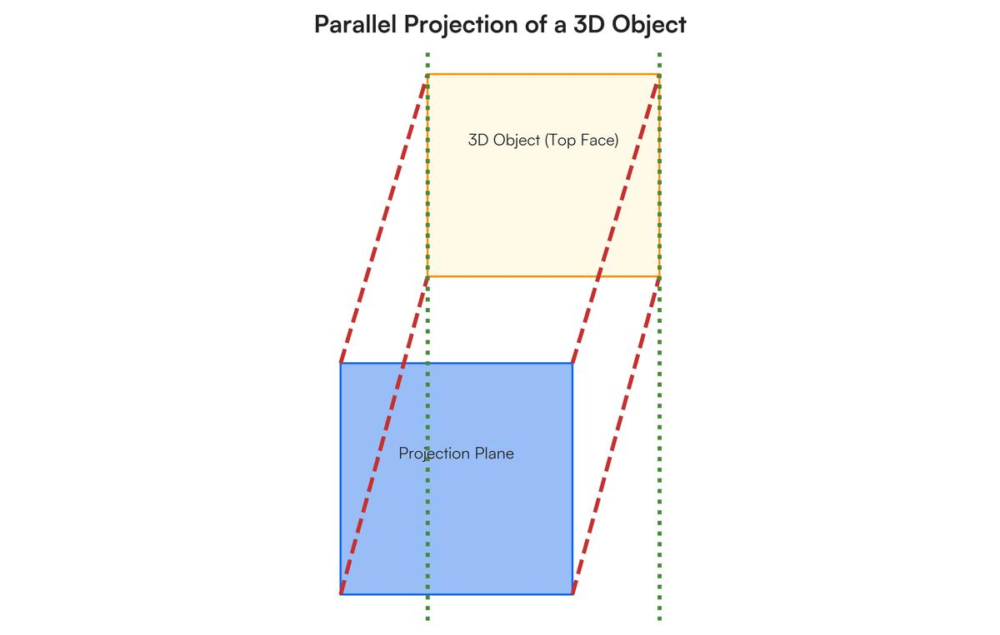 Parallel Projection of a 3D Object
3D Object (Top Face)
Projection Plane